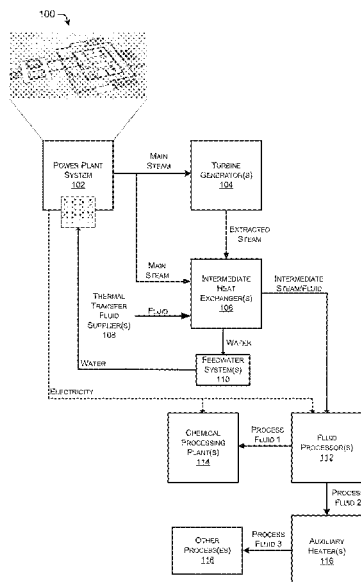 100
POWER PLANT
SYSTEM
102
MAIN
STEAM
TURBINE
GENERATOR(S)
104
EXTRACTED
STEAM
MAIN
STEAM
INTERMEDIATE
HEAT
EXCHANGER(S)
106
INTERMEDIATE
STEAM/FLUID
THERMAL
TRANSFER
FLUID
SUPPLIER(S)
108
FLUID
WATER
FEEDWATER
SYSTEM(S)
110
WATER
ELECTRICITY
CHEMICAL
PROCESSING
PLANT(S)
114
PROCESS
FLUID 1
FLUID
PROCESSOR(S)
112
PROCESS
FLUID 2
OTHER
PROCESS(ES)
118
PROCESS
FLUID 3
AUXILIARY
HEATER(S)
116